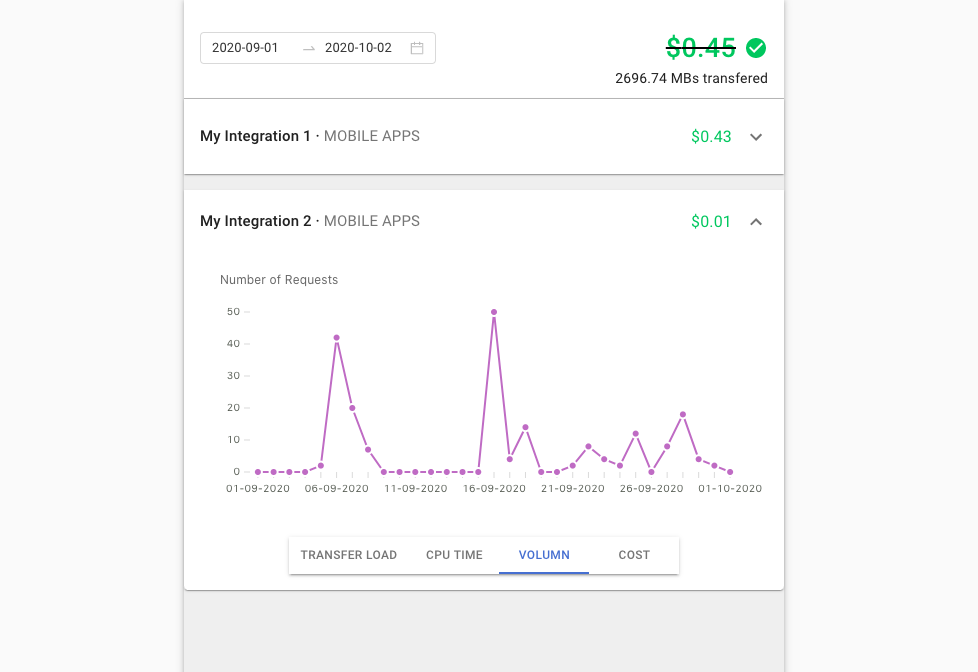 2020-09-01 → 2020-10-02
$0.45
2696.74 MBs transfered
My Integration 1 · MOBILE APPS $0.43
My Integration 2 · MOBILE APPS $0.01
Number of Requests
50
40
30
20
10
0
01-09-2020 06-09-2020 11-09-2020 16-09-2020 21-09-2020 26-09-2020 01-10-2020
TRANSFER LOAD CPU TIME VOLUMN COST